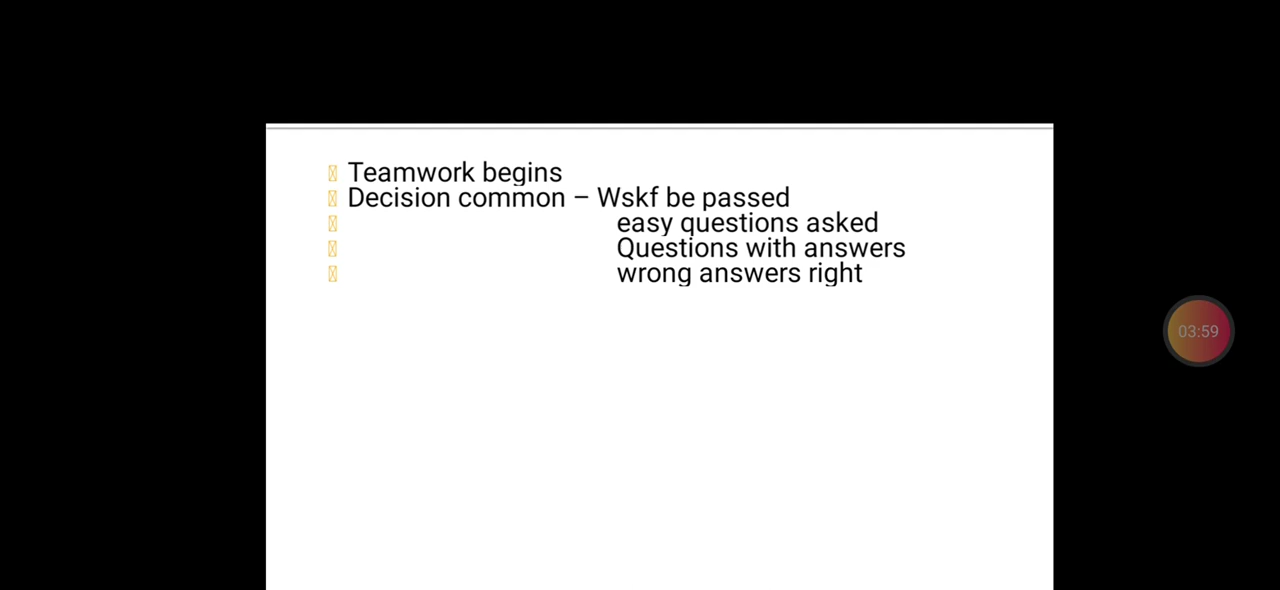 Teamwork begins
Decision common – Wskf be passed
easy questions asked
Questions with answers
wrong answers right
03:59